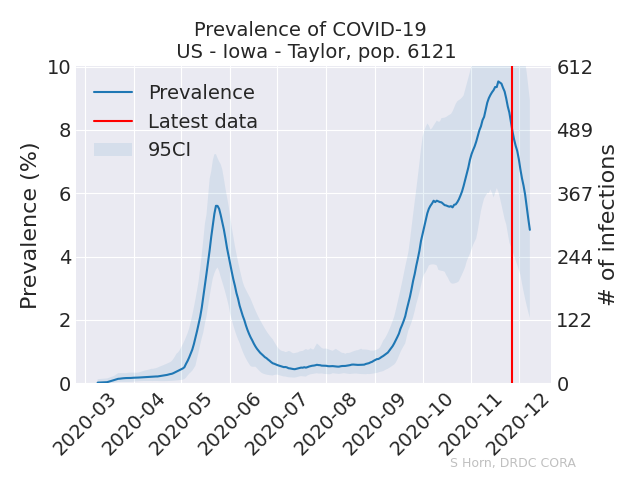 Prevalence of COVID-19
US - Iowa - Taylor, pop. 6121
Prevalence
Latest data
95CI
Prevalence (%)
10
8
6
4
2
0
612
489
367
244
122
0
# of infections
2020-03
2020-04
2020-05
2020-06
2020-07
2020-08
2020-09
2020-10
2020-11
2020-12
S Horn, DRDC CORA